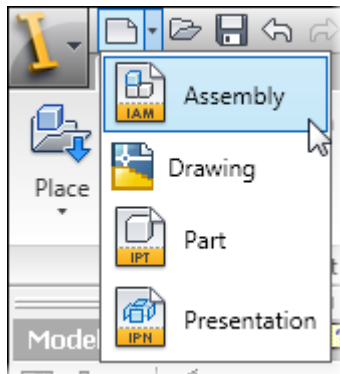 I
IAM
Assembly
Drawing
Place
IPT
Part
IPN
Presentation
Model